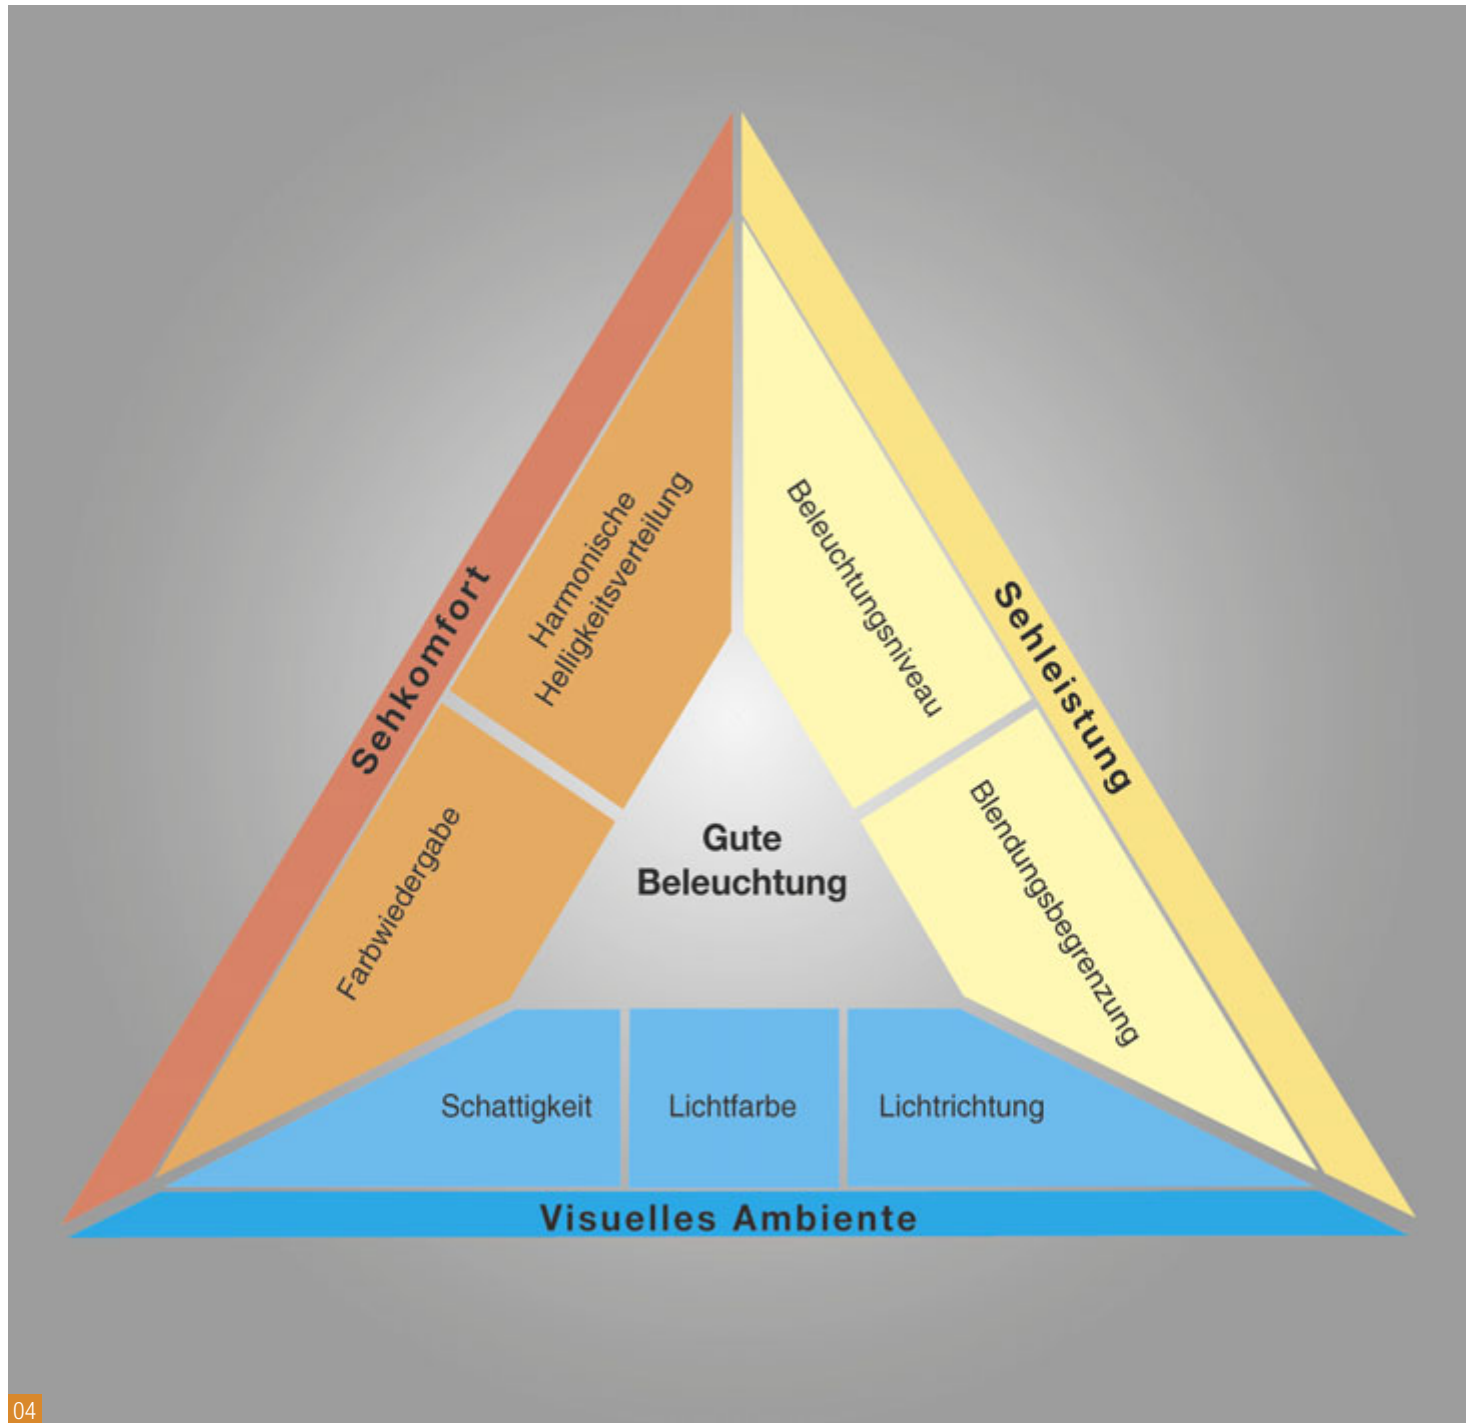 Sehkomfort
Harmonische
Helligkeitsverteilung
Farbwiedergabe
Sehleistung
Beleuchtungsniveau
Blendungsbegrenzung
Gute
Beleuchtung
Schattigkeit
Lichtfarbe
Lichtrichtung
Visuelles Ambiente
04